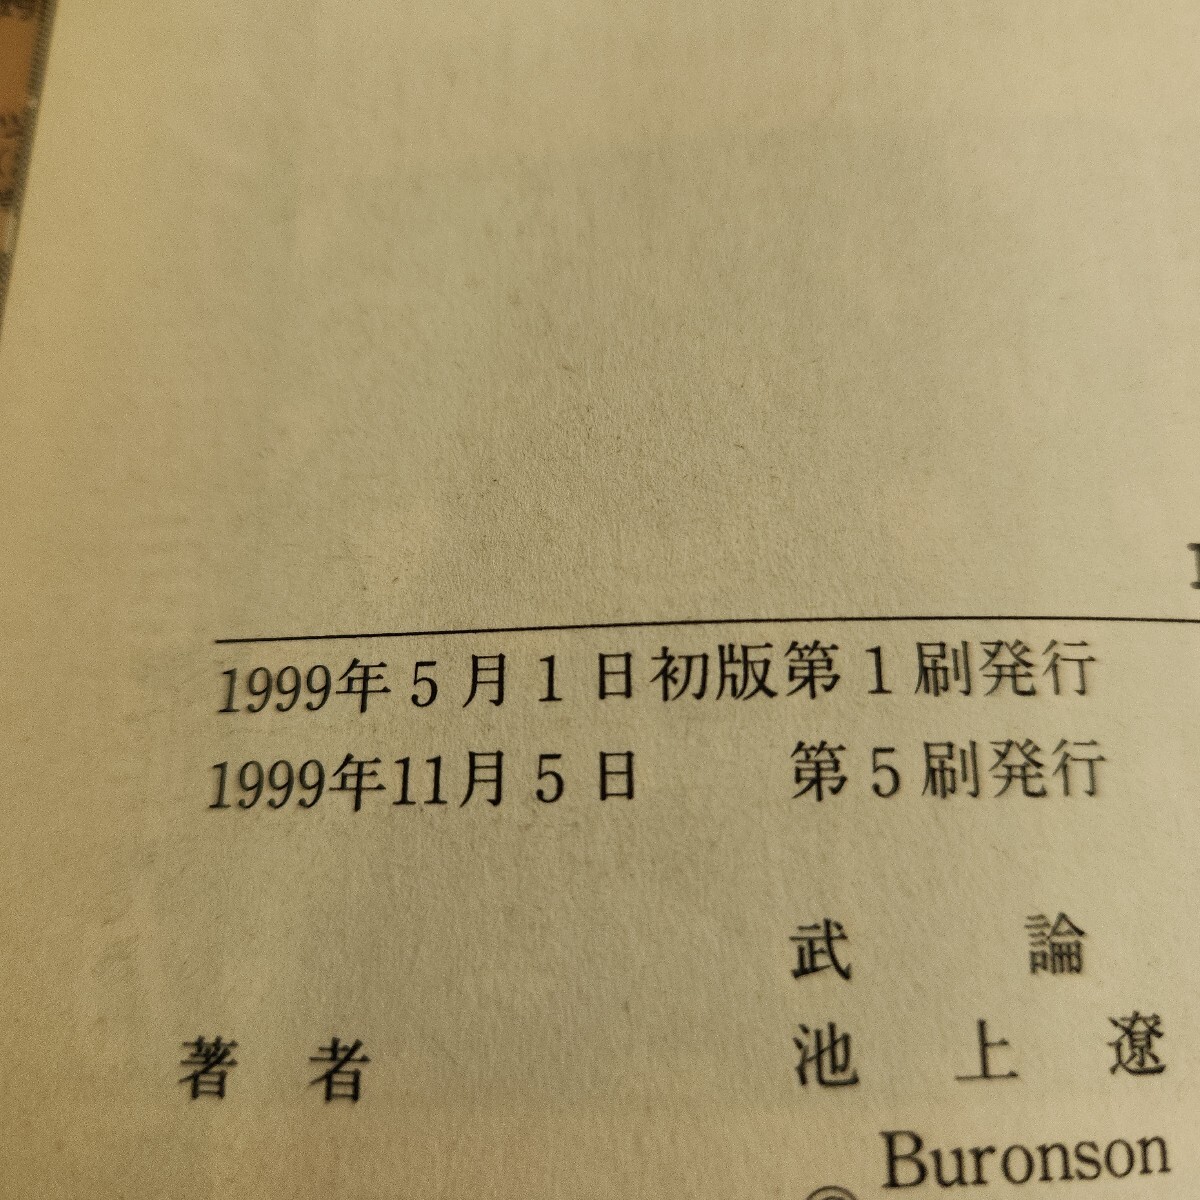 1999年5月1日初版第1刷発行
1999年11月5日 第5刷発行
武 論
著 者 池 上 遼
© Buronson